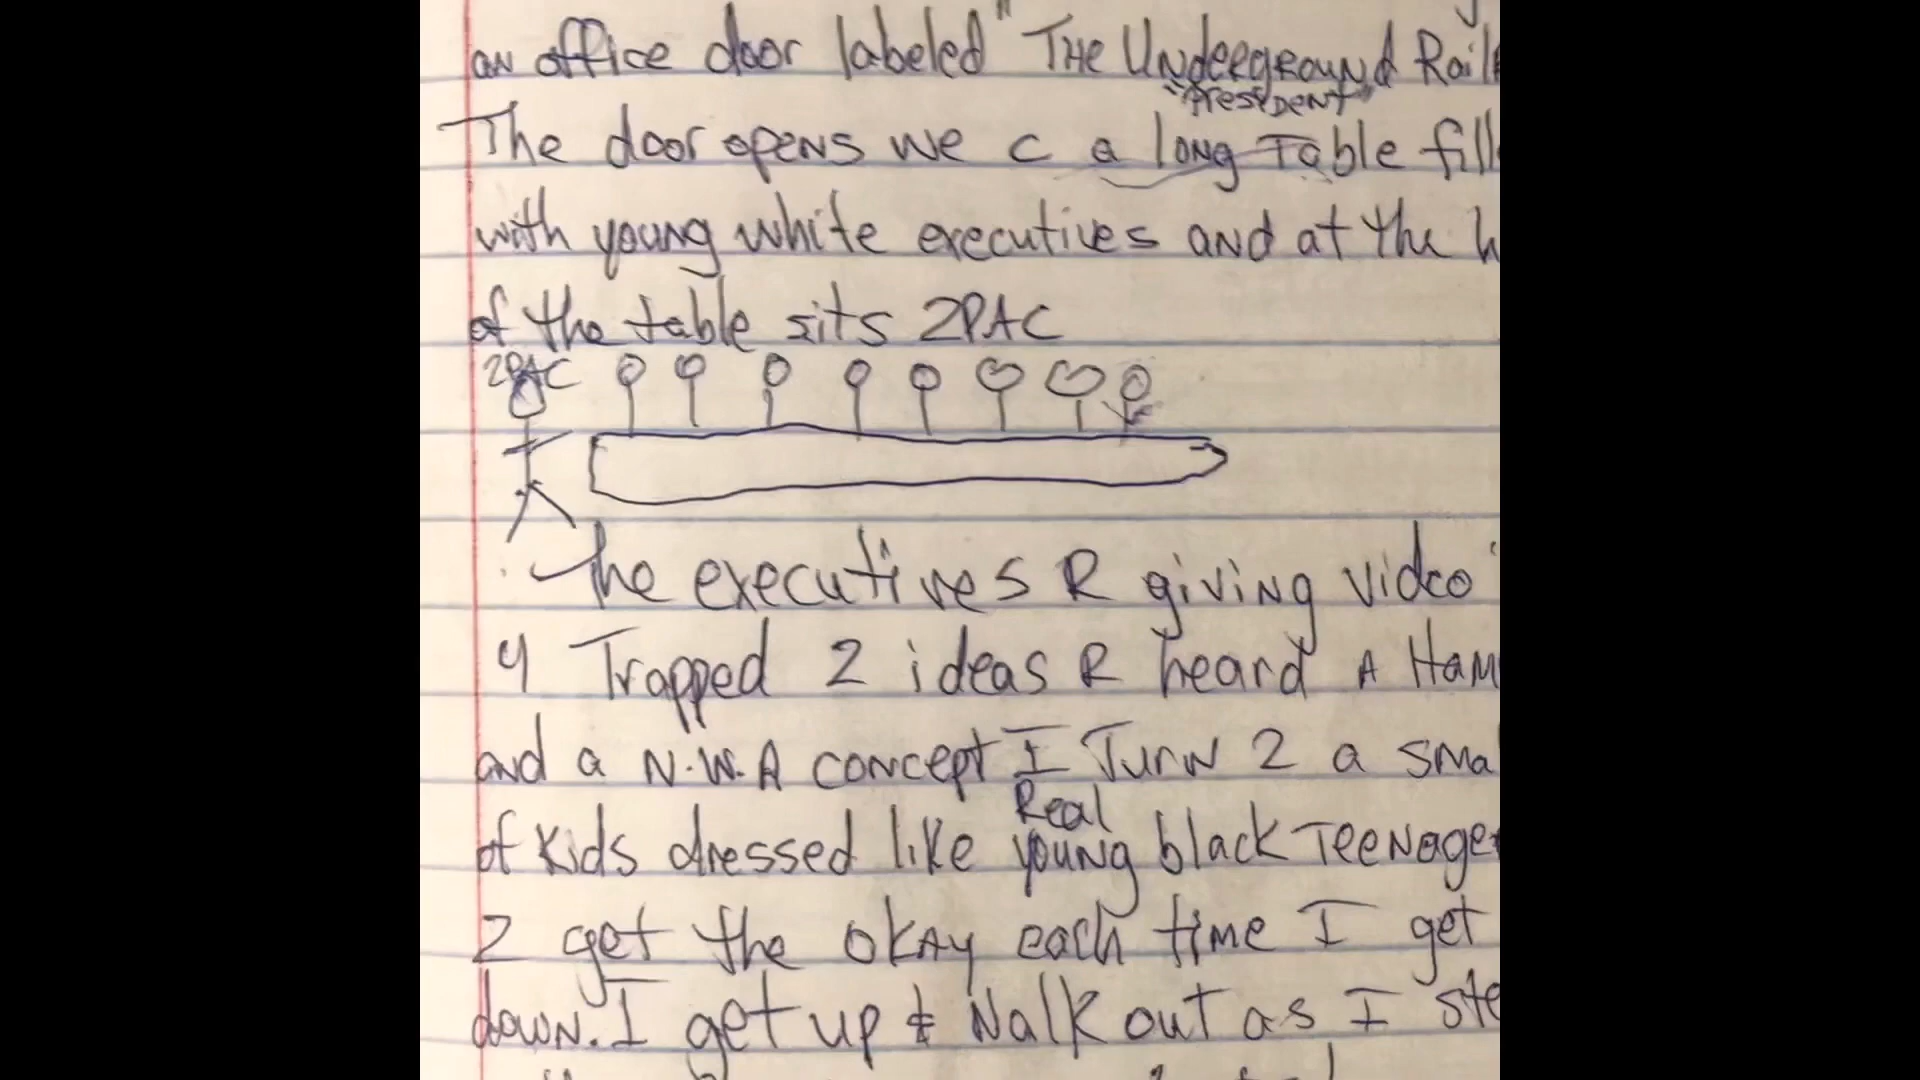 an office door labeled "THE UNdeRgROUNd Rail
"PresIDenT"
The door opens we c a long Table fill
with young white executives and at the h
of the table sits 2PAC
2PAC
The executives R giving video
4 Trapped 2 ideas R heard A Ham
and a N.W.A concept I Turn 2 a sma
Real
of kids dressed like young black Teenage
2 get the OKAY each time I get
down. I get up & walk out as I ste